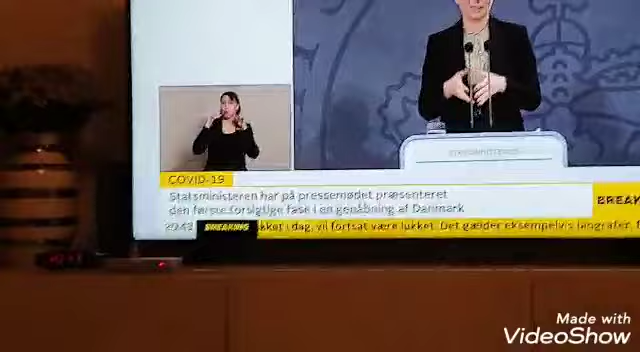 COVID-19
Statsministeren har på pressemødet præsenteret
den første forsigtige fase i en genåbning af Danmark
BREAK
BREAKING kket i dag, vil fortsat være lukket. Det gælder eksempelvis biografer, f
Made with
VideoShow